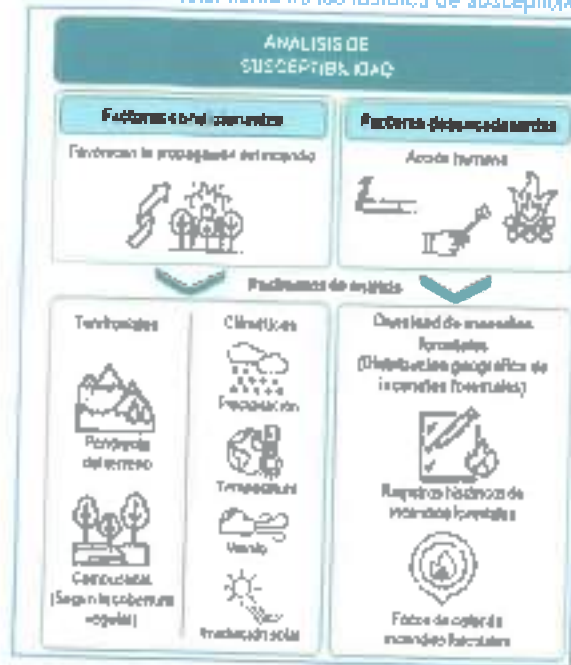 ANALISIS DE
SUSCEPTIBILIDAD
Factores condicionantes
Favorecen la propagación del incendio
Factores desencadenantes
Acción humana
Parámetros de análisis
Territoriales
Pendiente
del terreno
Combustible
(Según la cobertura
vegetal)
Climáticos
Precipitación
Temperatura
Viento
Irradiación solar
Densidad de incendios
forestales
(Distribución geográfica de
incendios forestales)
Registros históricos de
incendios forestales
Focos de calor de
incendios forestales